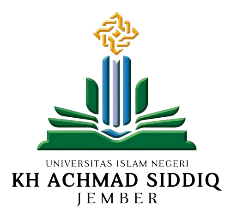 UNIVERSITAS ISLAM NEGERI
KH ACHMAD SIDDIQ
JEMBER